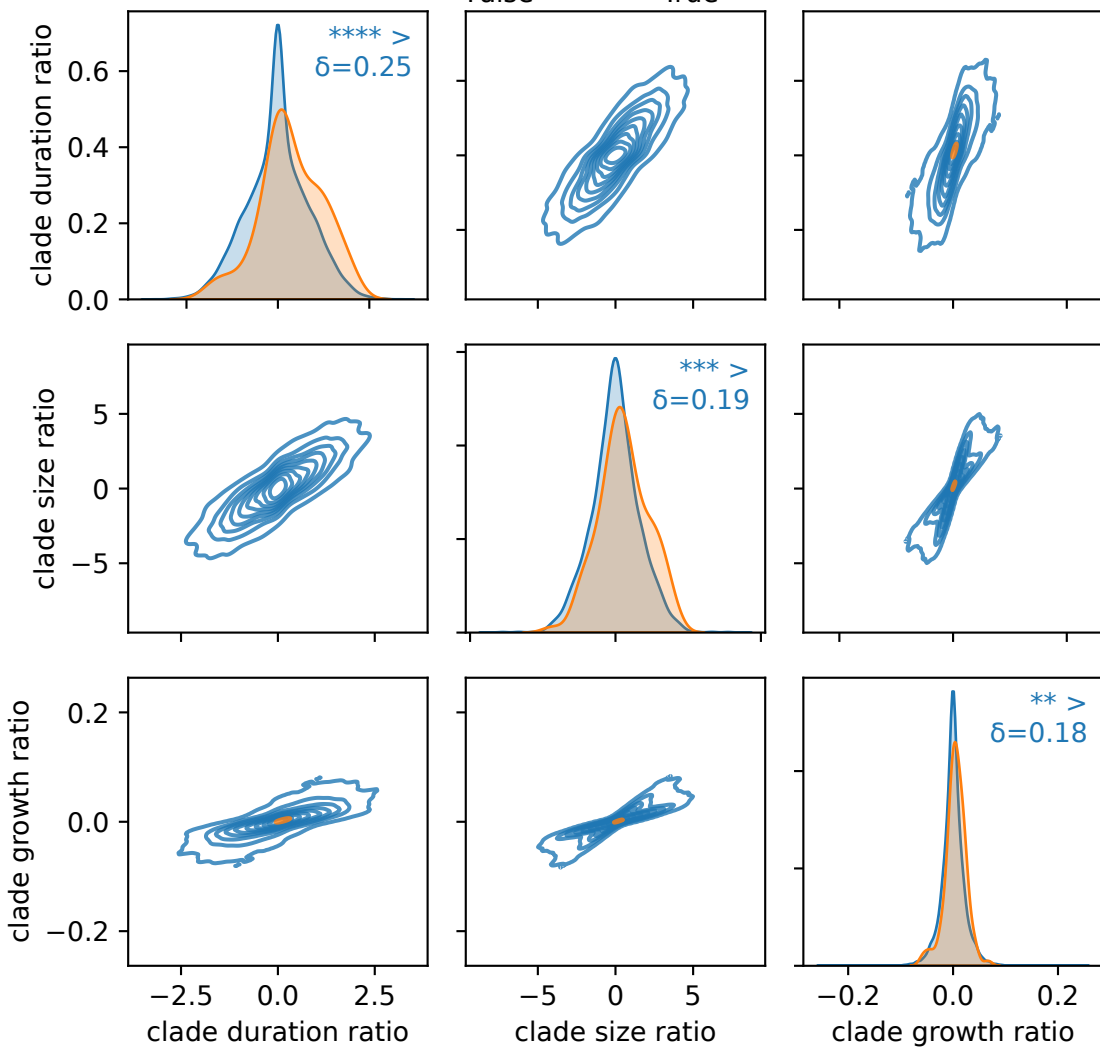 clade duration ratio
0.6
0.4
0.2
0.0
**** >
δ=0.25
clade size ratio
5
0
−5
*** >
δ=0.19
clade growth ratio
0.2
0.0
−0.2
** >
δ=0.18
−2.5 0.0 2.5
−5 0 5
−0.2 0.0 0.2
clade duration ratio
clade size ratio
clade growth ratio